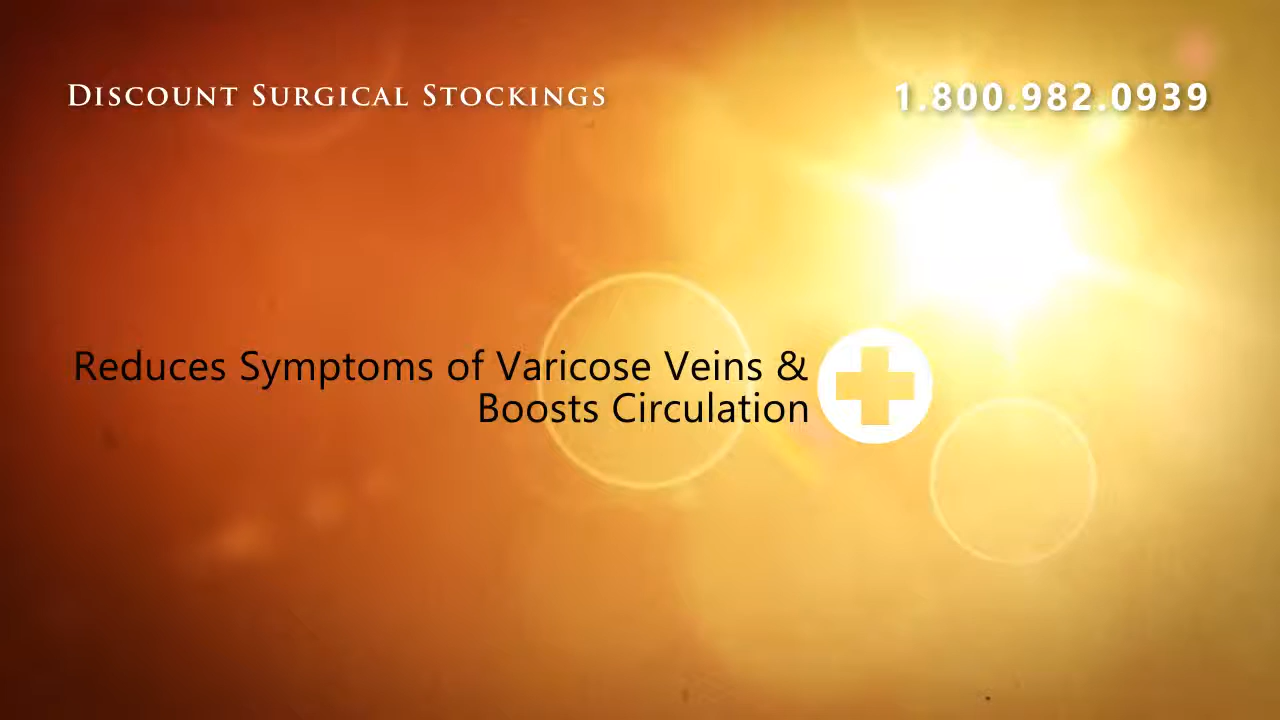 Discount Surgical Stockings
1.800.982.0939
Reduces Symptoms of Varicose Veins &
Boosts Circulation